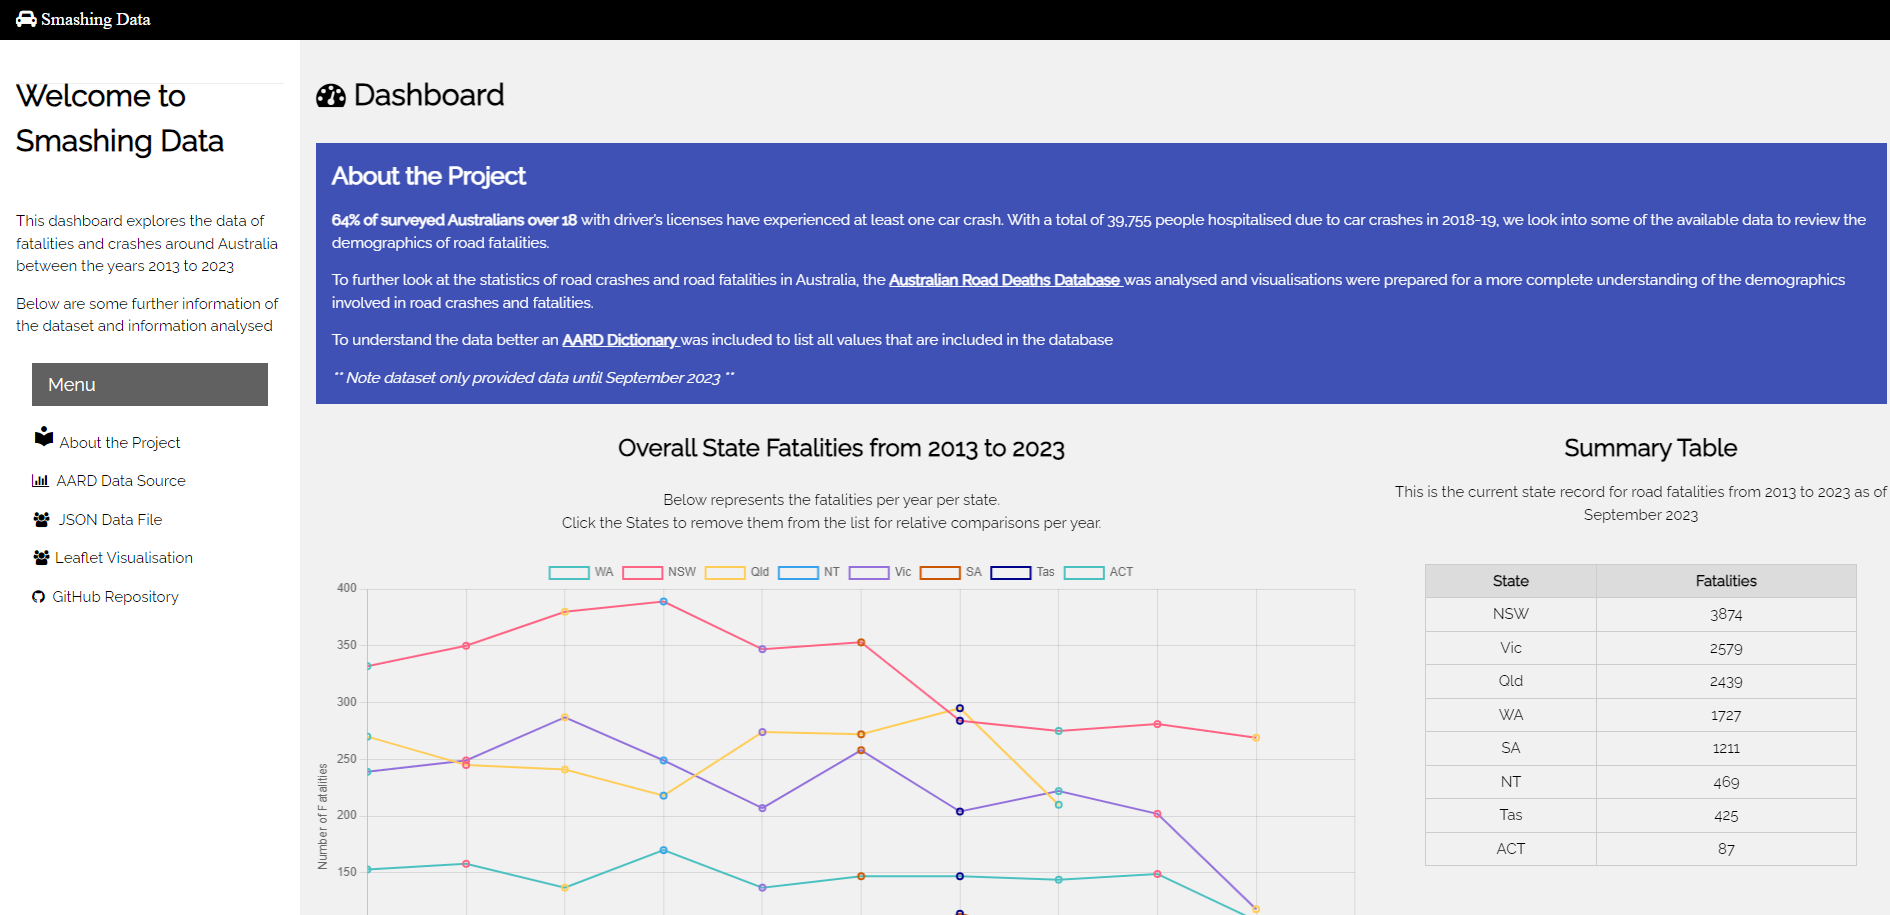 Smashing Data
Welcome to
Smashing Data
This dashboard explores the data of
fatalities and crashes around Australia
between the years 2013 to 2023
Below are some further information of
the dataset and information analysed
Menu
About the Project
AARD Data Source
JSON Data File
Leaflet Visualisation
GitHub Repository
Dashboard
About the Project
64% of surveyed Australians over 18 with driver's licenses have experienced at least one car crash. With a total of 39,755 people hospitalised due to car crashes in 2018-19, we look into some of the available data to review the
demographics of road fatalities.
To further look at the statistics of road crashes and road fatalities in Australia, the Australian Road Deaths Database was analysed and visualisations were prepared for a more complete understanding of the demographics
involved in road crashes and fatalities.
To understand the data better an AARD Dictionary was included to list all values that are included in the database
** Note dataset only provided data until September 2023 **
Overall State Fatalities from 2013 to 2023
Below represents the fatalities per year per state.
Click the States to remove them from the list for relative comparisons per year.
WA NSW Qld NT Vic SA Tas ACT
400
350
300
250
200
150
Number of Fatalities
Summary Table
This is the current state record for road fatalities from 2013 to 2023 as of
September 2023
State Fatalities
NSW 3874
Vic 2579
Qld 2439
WA 1727
SA 1211
NT 469
Tas 425
ACT 87